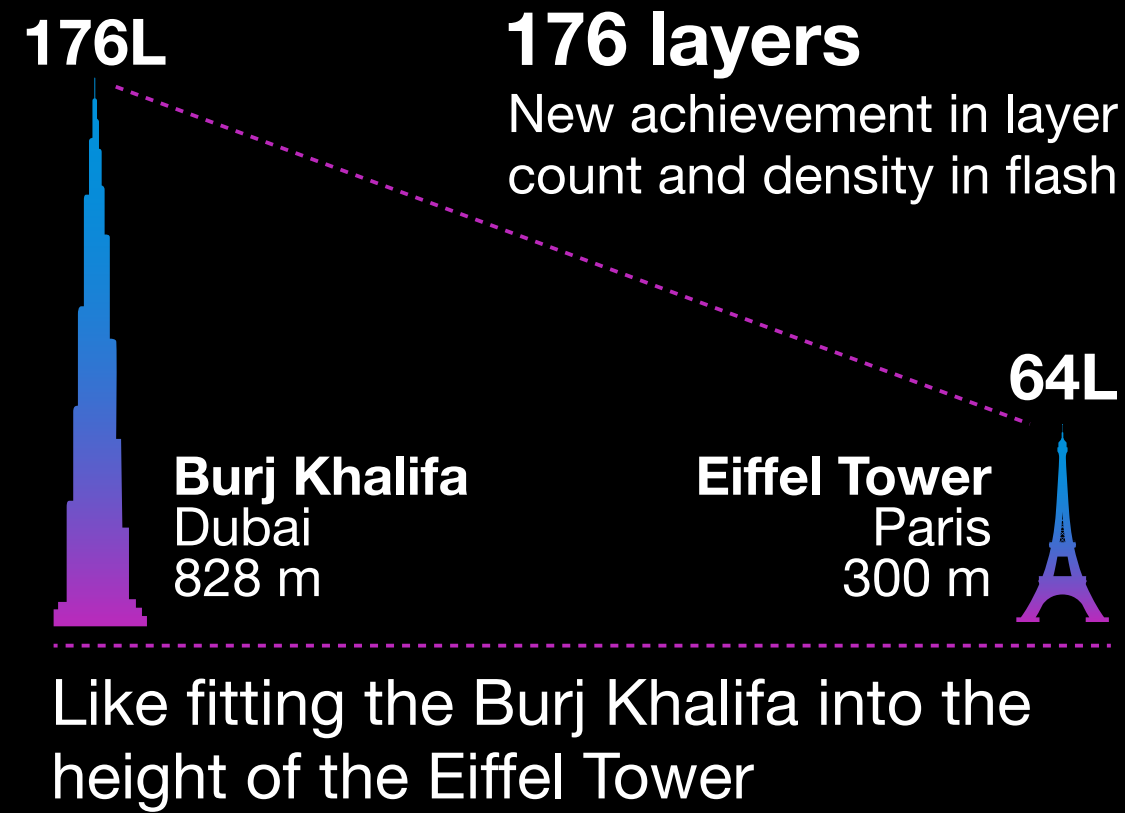 176L
176 layers
New achievement in layer
count and density in flash
64L
Burj Khalifa
Dubai
828 m
Eiffel Tower
Paris
300 m
Like fitting the Burj Khalifa into the
height of the Eiffel Tower